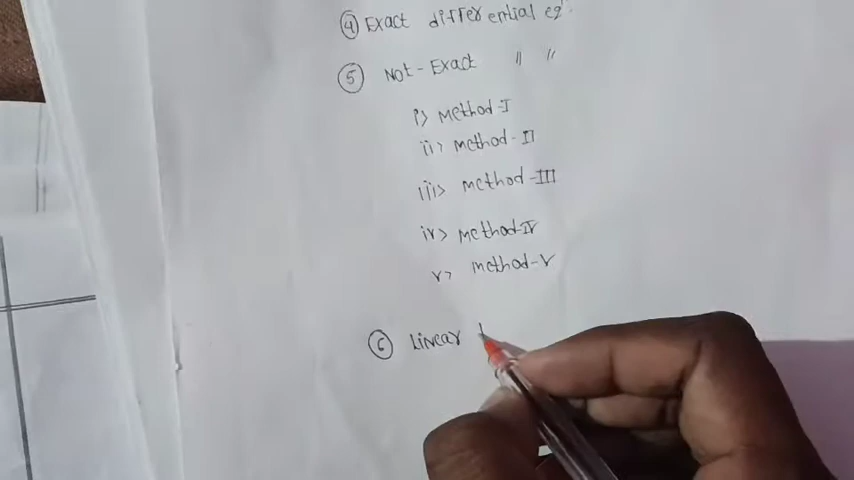 ④ Exact differential eqⁿ.
⑤ Not-Exact " "
i> Method-I
ii> Method-II
iii> Method-III
iv> Method-IV
v> Method-V
⑥ Linear